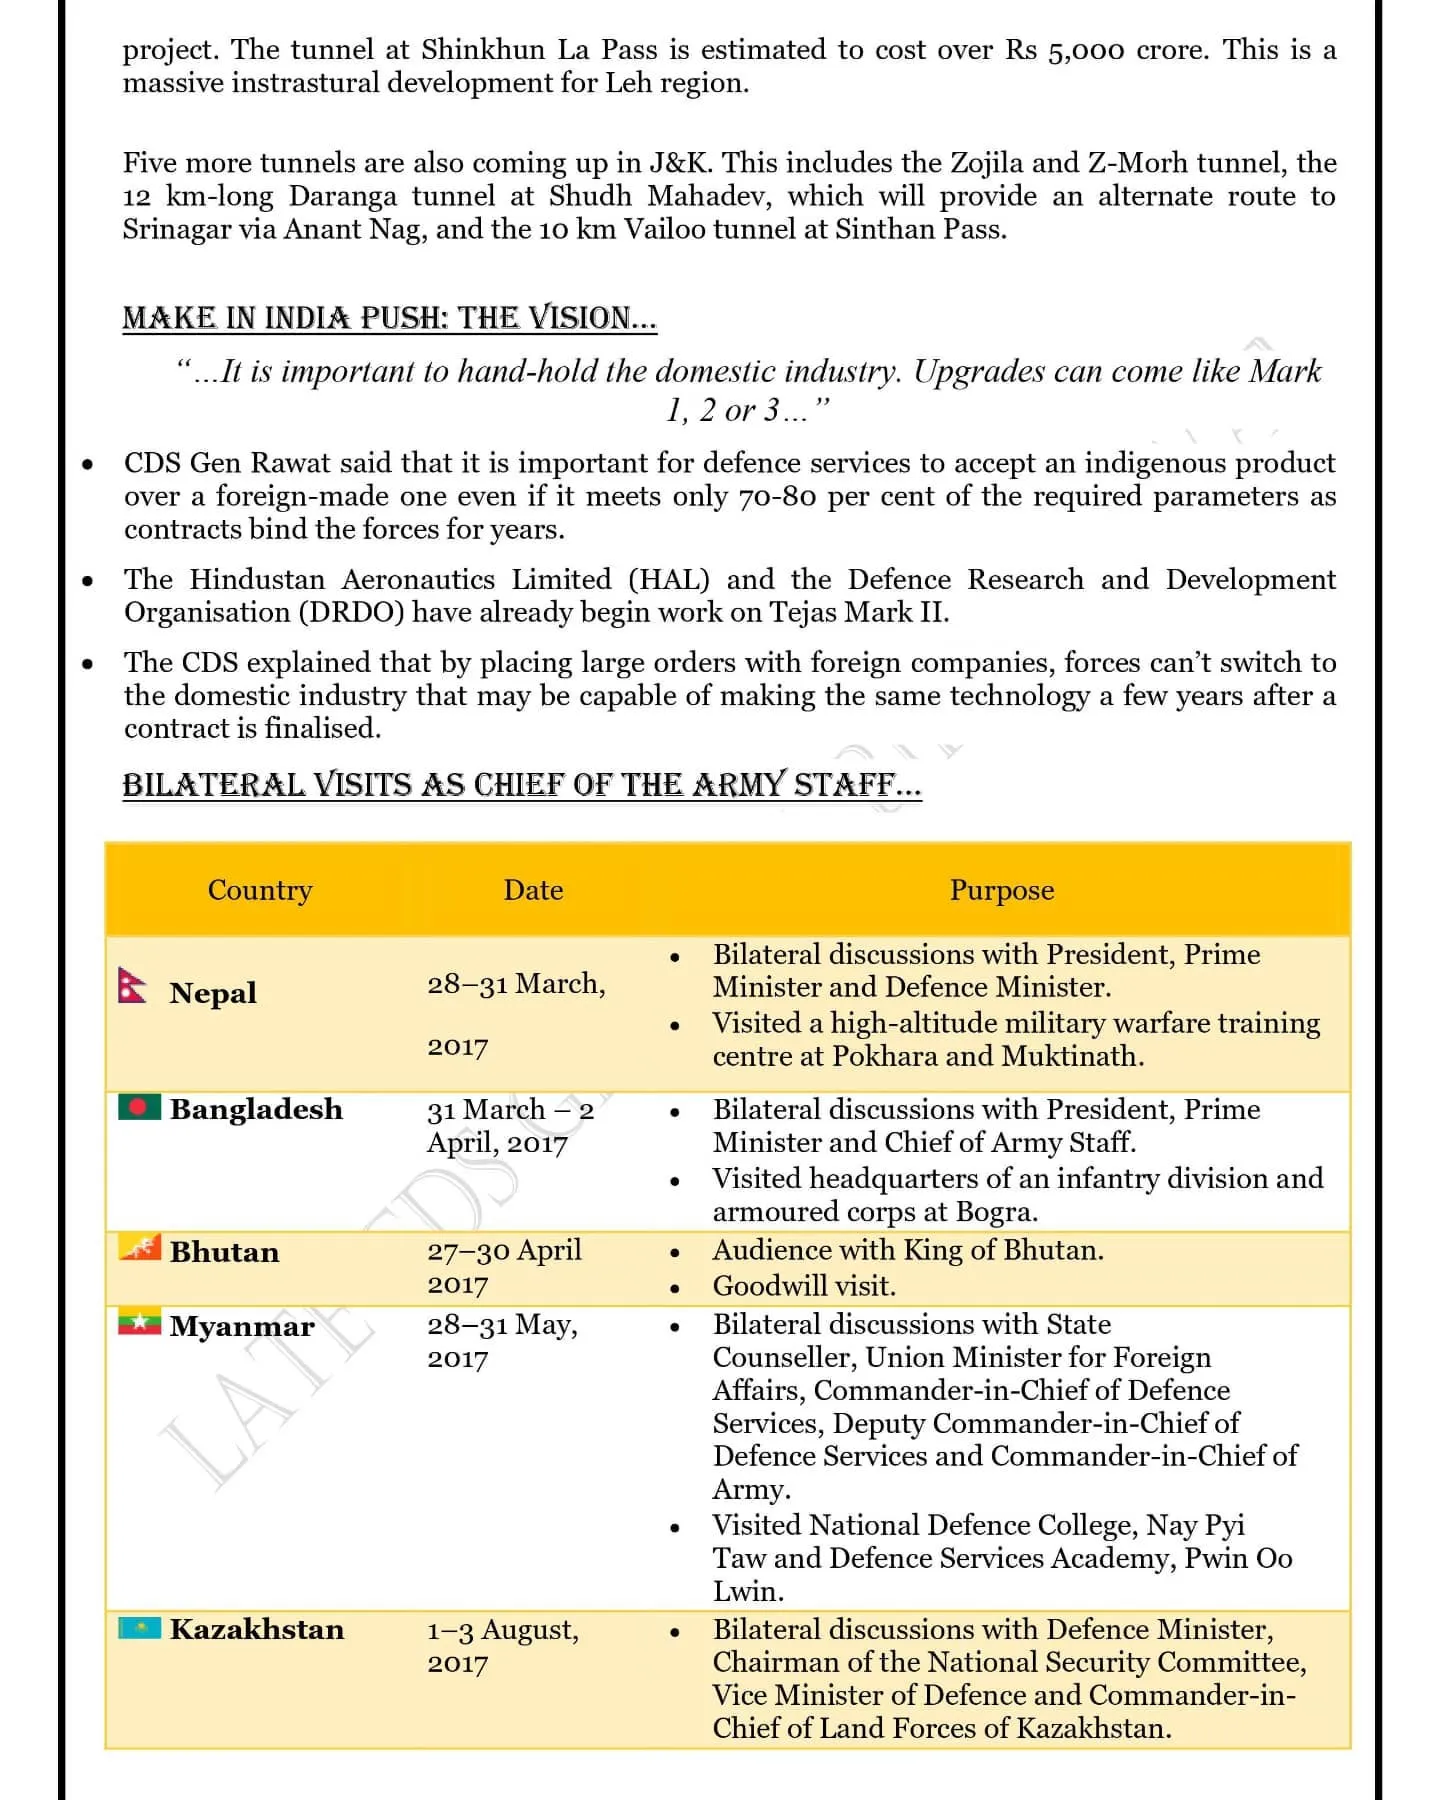 project. The tunnel at Shinkhun La Pass is estimated to cost over Rs 5,000 crore. This is a
massive instrastural development for Leh region.
Five more tunnels are also coming up in J&K. This includes the Zojila and Z-Morh tunnel, the
12 km-long Daranga tunnel at Shudh Mahadev, which will provide an alternate route to
Srinagar via Anant Nag, and the 10 km Vailoo tunnel at Sinthan Pass.
MAKE IN INDIA PUSH: THE VISION...
“…It is important to hand-hold the domestic industry. Upgrades can come like Mark
1, 2 or 3…”
• CDS Gen Rawat said that it is important for defence services to accept an indigenous product
over a foreign-made one even if it meets only 70-80 per cent of the required parameters as
contracts bind the forces for years.
• The Hindustan Aeronautics Limited (HAL) and the Defence Research and Development
Organisation (DRDO) have already begin work on Tejas Mark II.
• The CDS explained that by placing large orders with foreign companies, forces can’t switch to
the domestic industry that may be capable of making the same technology a few years after a
contract is finalised.
BILATERAL VISITS AS CHIEF OF THE ARMY STAFF...
Country Date Purpose
Nepal
28–31 March,
2017
• Bilateral discussions with President, Prime
Minister and Defence Minister.
• Visited a high-altitude military warfare training
centre at Pokhara and Muktinath.
Bangladesh
31 March – 2
April, 2017
• Bilateral discussions with President, Prime
Minister and Chief of Army Staff.
• Visited headquarters of an infantry division and
armoured corps at Bogra.
Bhutan
27–30 April
2017
• Audience with King of Bhutan.
• Goodwill visit.
Myanmar
28–31 May,
2017
• Bilateral discussions with State
Counseller, Union Minister for Foreign
Affairs, Commander-in-Chief of Defence
Services, Deputy Commander-in-Chief of
Defence Services and Commander-in-Chief of
Army.
• Visited National Defence College, Nay Pyi
Taw and Defence Services Academy, Pwin Oo
Lwin.
Kazakhstan
1–3 August,
2017
• Bilateral discussions with Defence Minister,
Chairman of the National Security Committee,
Vice Minister of Defence and Commander-in-
Chief of Land Forces of Kazakhstan.